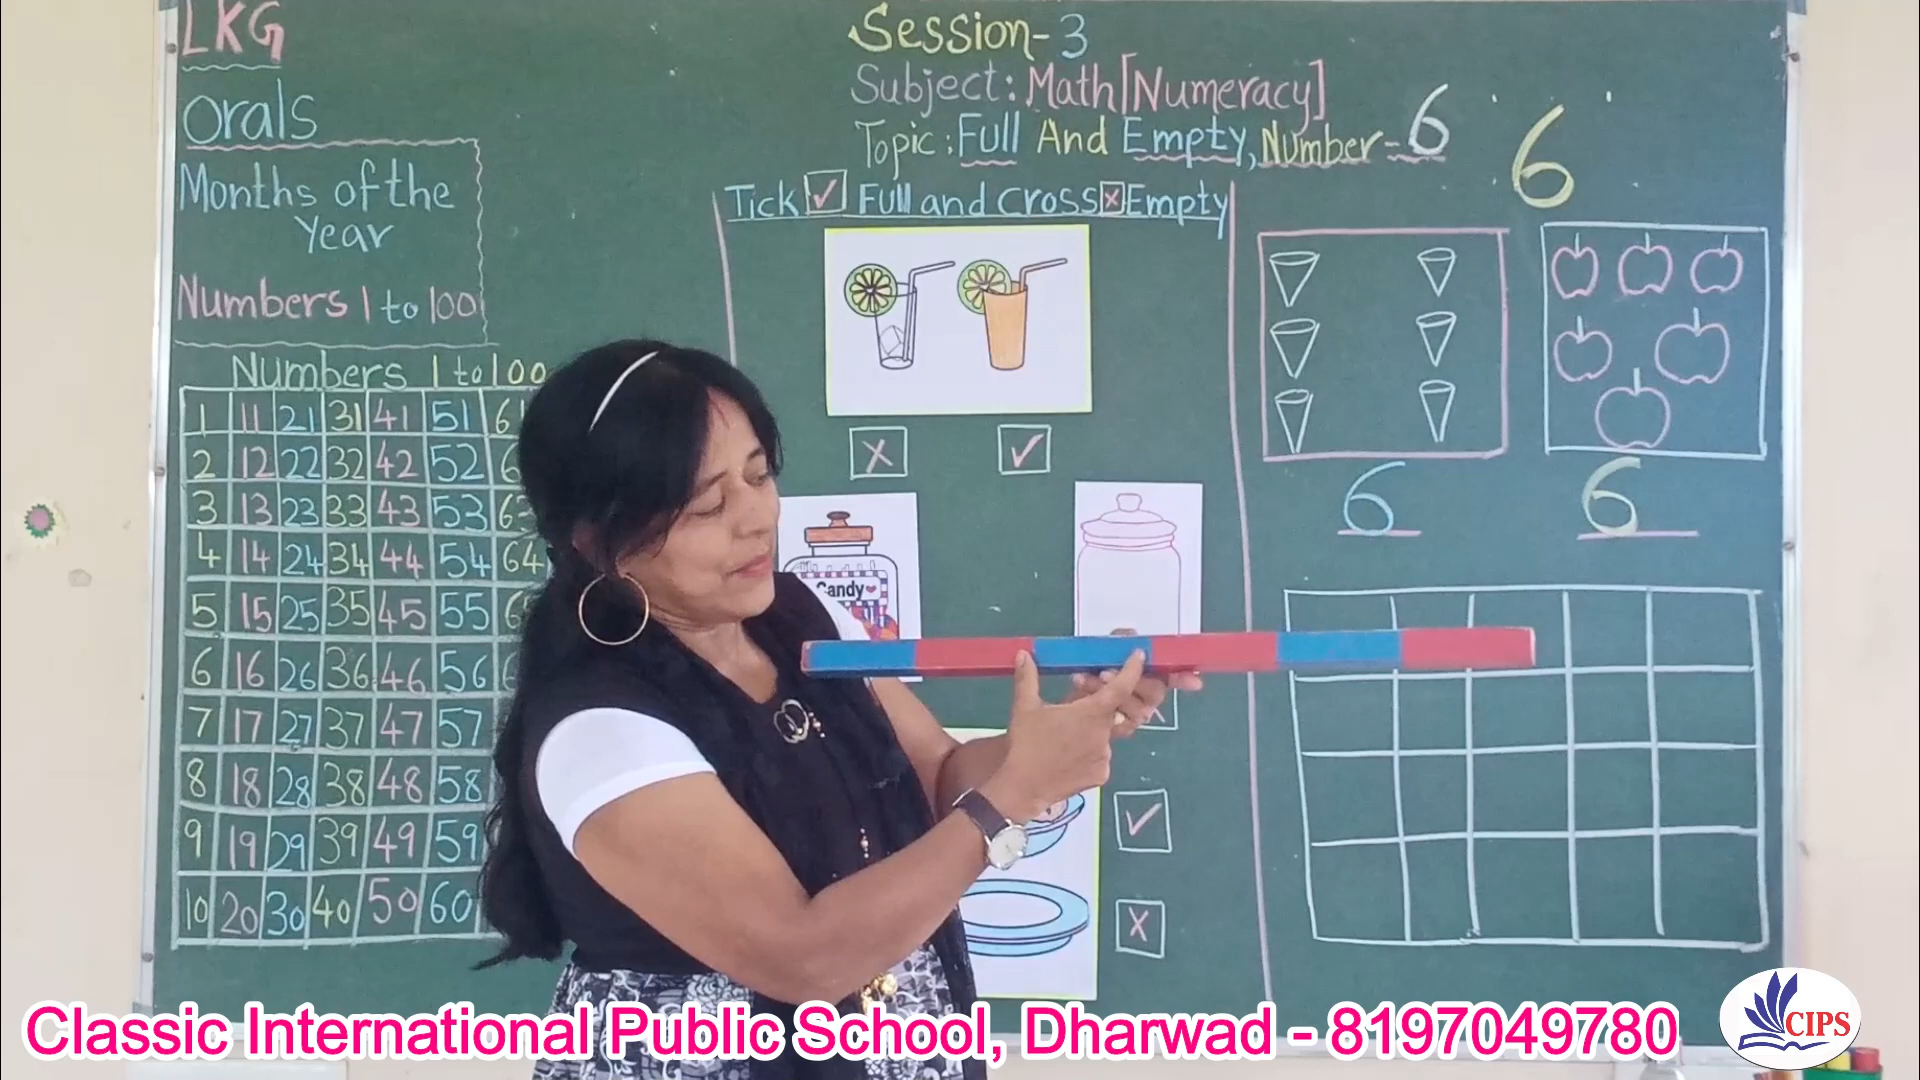 LKG
Orals
Months of the
Year
Numbers 1 to 100
Numbers 1 to 100
1 11 21 31 41 51
2 12 22 32 42 52
3 13 23 33 43 53 63
4 14 24 34 44 54 64
5 15 25 35 45 55
6 16 26 36 46 56
7 17 27 37 47 57
8 18 28 38 48 58
9 19 29 39 49 59
10 20 30 40 50 60
Session-3
Subject: Math[Numeracy]
Topic: Full And Empty, Number-6
6
Tick Full and Cross Empty
Candy
6 6
Classic International Public School, Dharwad - 8197049780
CIPS